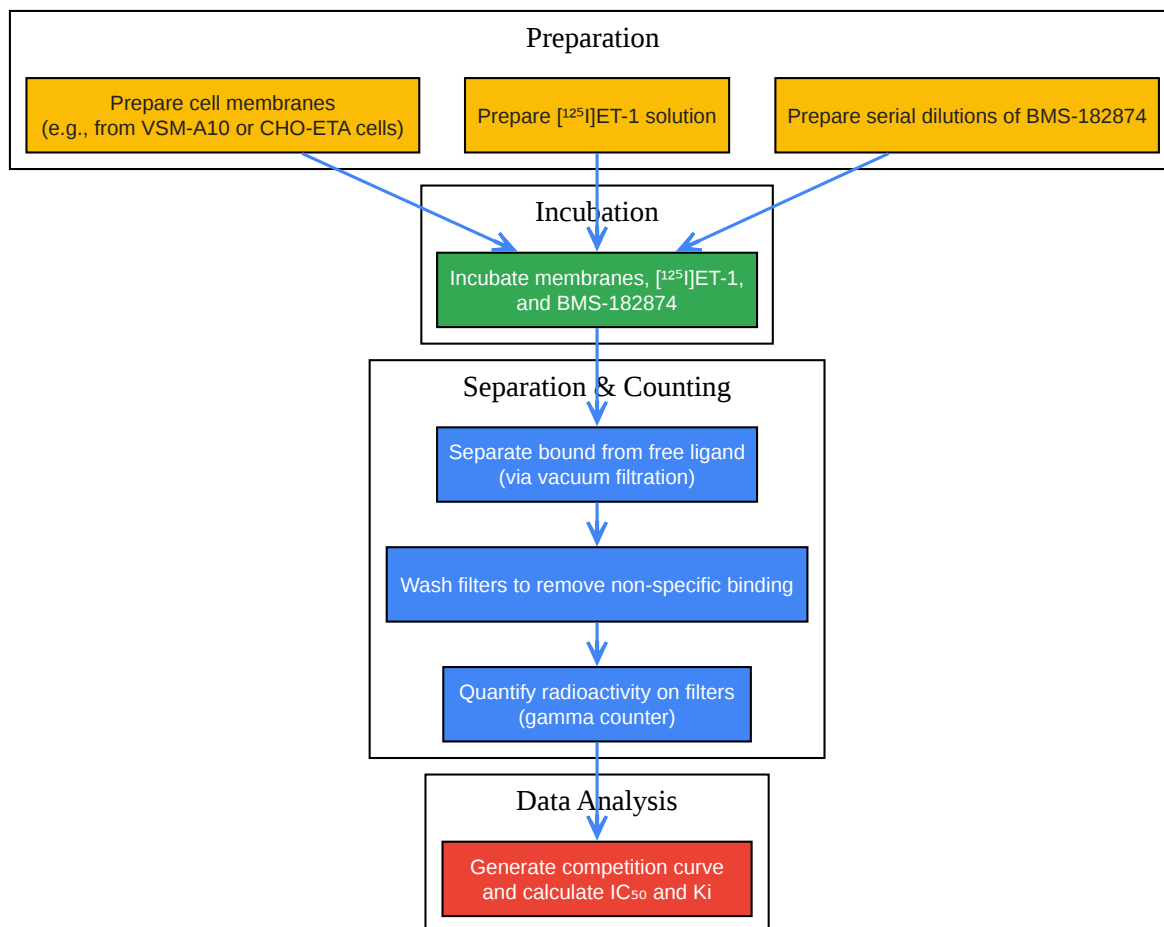 Preparation
Prepare cell membranes
(e.g., from VSM-A10 or CHO-ETA cells)
Prepare [¹²⁵I]ET-1 solution
Prepare serial dilutions of BMS-182874
Incubation
Incubate membranes, [¹²⁵I]ET-1,
and BMS-182874
Separation & Counting
Separate bound from free ligand
(via vacuum filtration)
Wash filters to remove non-specific binding
Quantify radioactivity on filters
(gamma counter)
Data Analysis
Generate competition curve
and calculate IC₅₀ and Ki